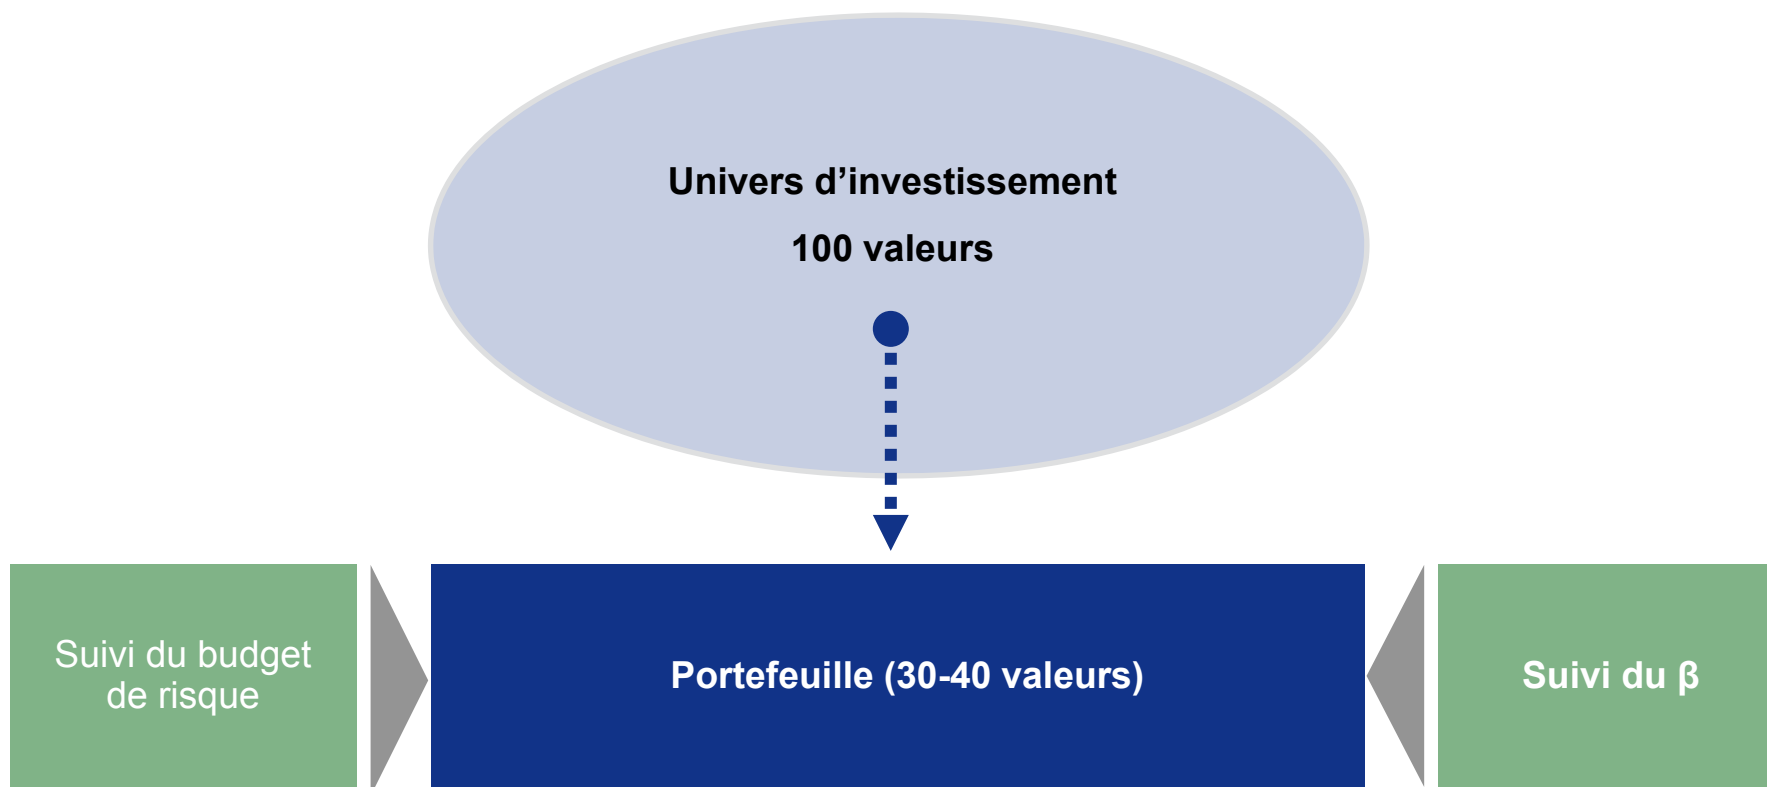 Univers d’investissement
100 valeurs
Suivi du budget
de risque
Portefeuille (30-40 valeurs)
Suivi du β